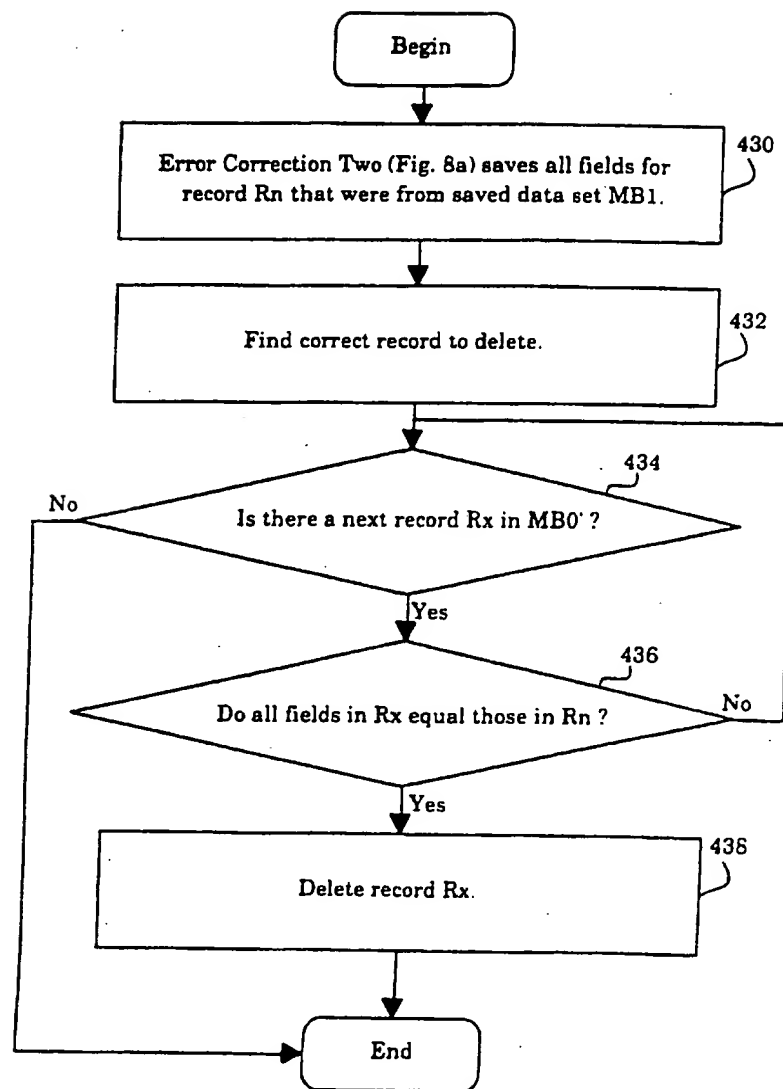 Begin
430
Error Correction Two (Fig. 8a) saves all fields for
record Rn that were from saved data set MB1.
432
Find correct record to delete.
434
No
Is there a next record Rx in MB0' ?
Yes
436
No
Do all fields in Rx equal those in Rn ?
Yes
438
Delete record Rx.
End